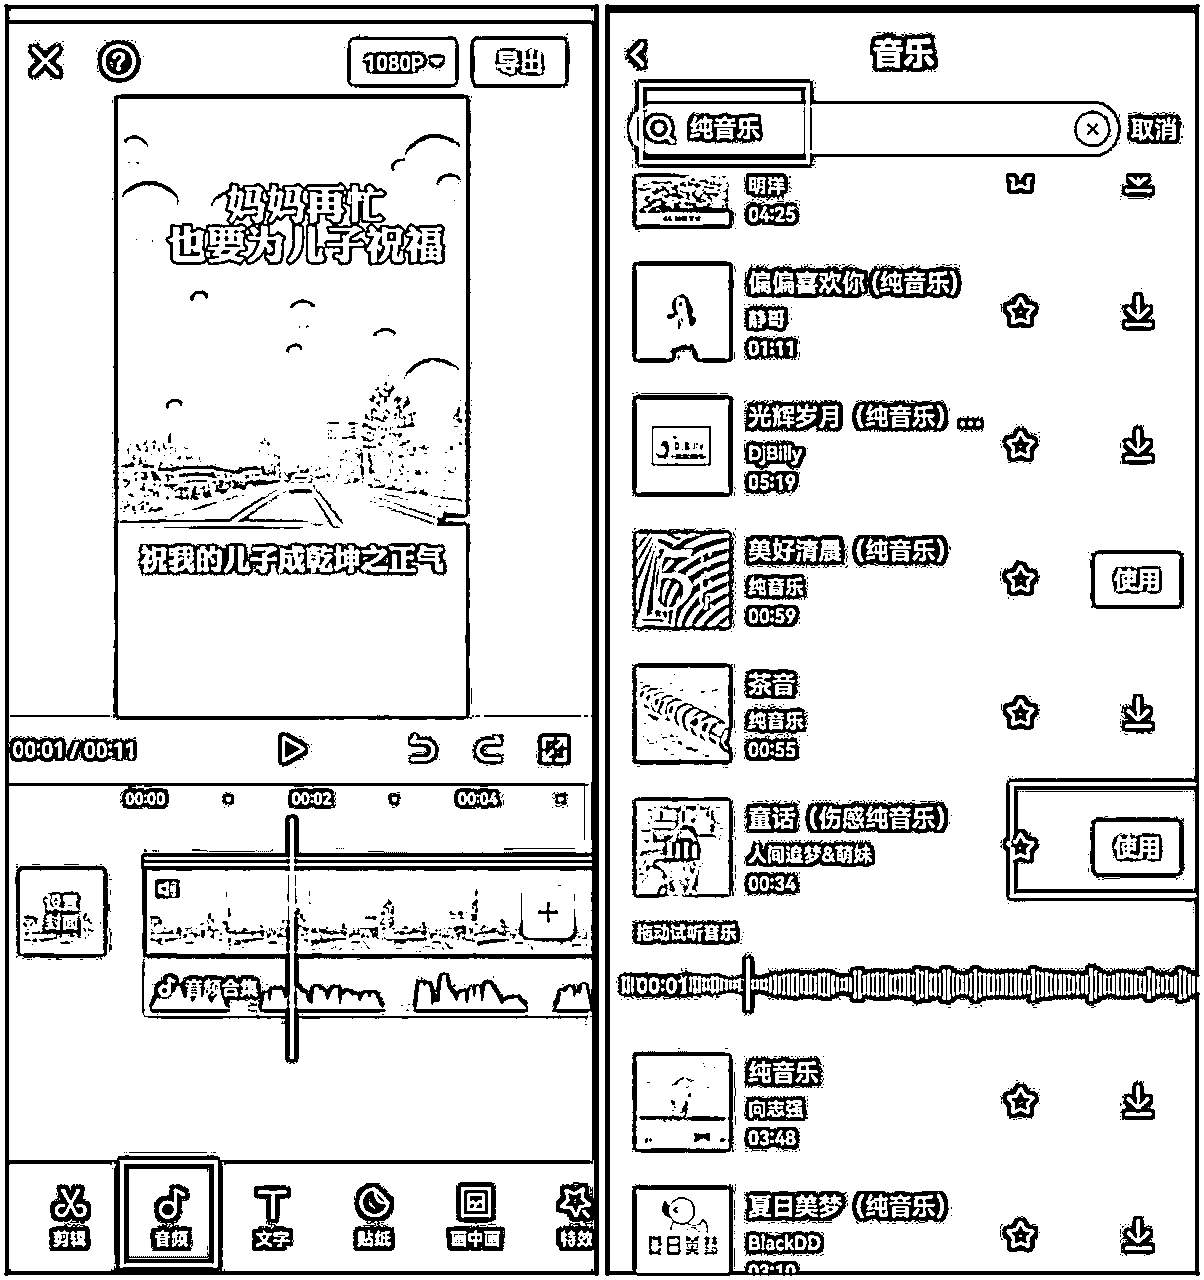 1080P
导出
妈妈再忙
也要为儿子祝福
祝我的儿子成乾坤之正气
00:01/00:11
00:00
00:02
00:04
设置
封面
音频合集
剪辑
音频
文字
贴纸
画中画
特效
音乐
纯音乐
取消
明洋
04:25
偏偏喜欢你(纯音乐)
静哥
01:11
光辉岁月(纯音乐)...
DjBilly
05:19
美好清晨(纯音乐)
纯音乐
00:59
使用
茶音
纯音乐
00:55
童话(伤感纯音乐)
人间追梦&萌妹
00:34
使用
拖动试听音乐
00:01
纯音乐
向志强
03:48
夏日美梦(纯音乐)
BlackDD
03:10